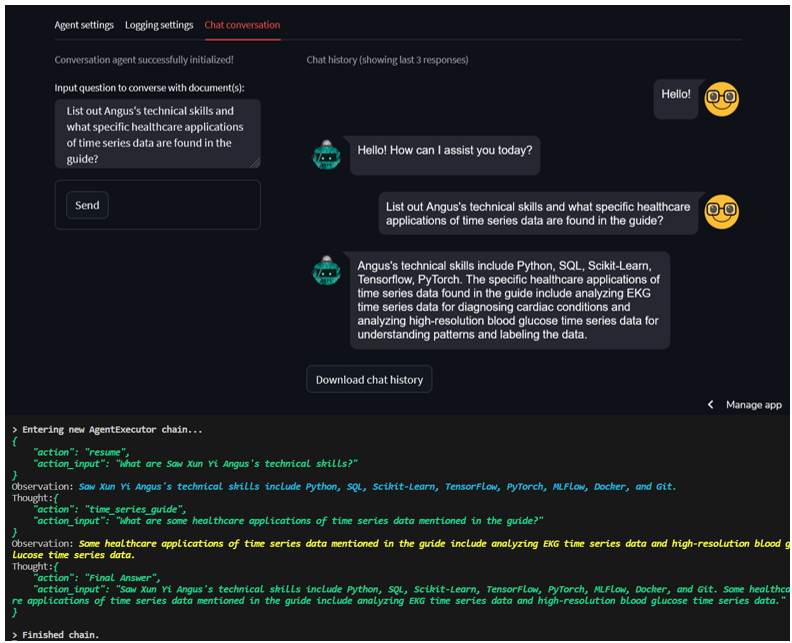 Agent settings Logging settings Chat conversation
Conversation agent successfully initialized!
Input question to converse with document(s):
List out Angus's technical skills and
what specific healthcare applications
of time series data are found in the
guide?
Send
Chat history (showing last 3 responses)
Hello!
Hello! How can I assist you today?
List out Angus's technical skills and what specific healthcare
applications of time series data are found in the guide?
Angus's technical skills include Python, SQL, Scikit-Learn,
Tensorflow, PyTorch. The specific healthcare applications of
time series data found in the guide include analyzing EKG
time series data for diagnosing cardiac conditions and
analyzing high-resolution blood glucose time series data for
understanding patterns and labeling the data.
Download chat history
Manage app
> Entering new AgentExecutor chain...
{
"action": "resume",
"action_input": "What are Saw Xun Yi Angus's technical skills?"
}
Observation: Saw Xun Yi Angus's technical skills include Python, SQL, Scikit-Learn, TensorFlow, PyTorch, MLFlow, Docker, and Git.
Thought:{
"action": "time_series_guide",
"action_input": "What are some healthcare applications of time series data mentioned in the guide?"
}
Observation: Some healthcare applications of time series data mentioned in the guide include analyzing EKG time series data and high-resolution blood g
lucose time series data.
Thought:{
"action": "Final Answer",
"action_input": "Saw Xun Yi Angus's technical skills include Python, SQL, Scikit-Learn, TensorFlow, PyTorch, MLFlow, Docker, and Git. Some healthca
re applications of time series data mentioned in the guide include analyzing EKG time series data and high-resolution blood glucose time series data."
}
> Finished chain.